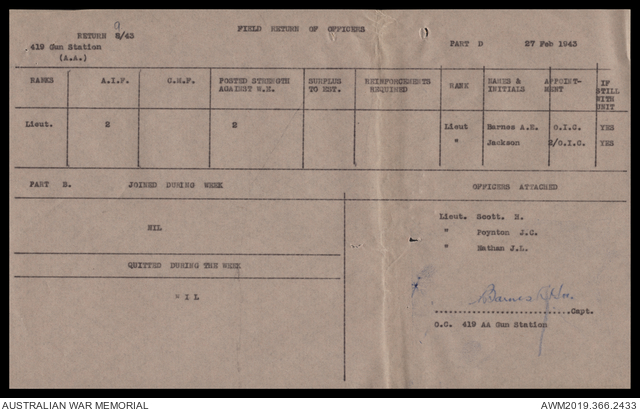 FIELD RETURN OF OFFICERS
9
RETURN 8/43
419 Gun Station
(A.A.)
PART D 27 Feb 1943
RANKS A.I.F. C.M.F. POSTED STRENGTH AGAINST W.E. SURPLUS TO EST. REINFORCEMENTS REQUIRED RANK NAMES & INITIALS APPOINT-MENT IF STILL WITH UNIT
Lieut. 2 2 Lieut Barnes A.H. O.I.C. YES
" Jackson 2/O.I.C. YES
PART B. JOINED DURING WEEK
NIL
QUITTED DURING THE WEEK
N I L
OFFICERS ATTACHED
Lieut. Scott. H.
" Poynton J.C.
" Nathan J.L.
Barnes
Capt.
O.C. 419 AA Gun Station
AUSTRALIAN WAR MEMORIAL
AWM2019.366.2433